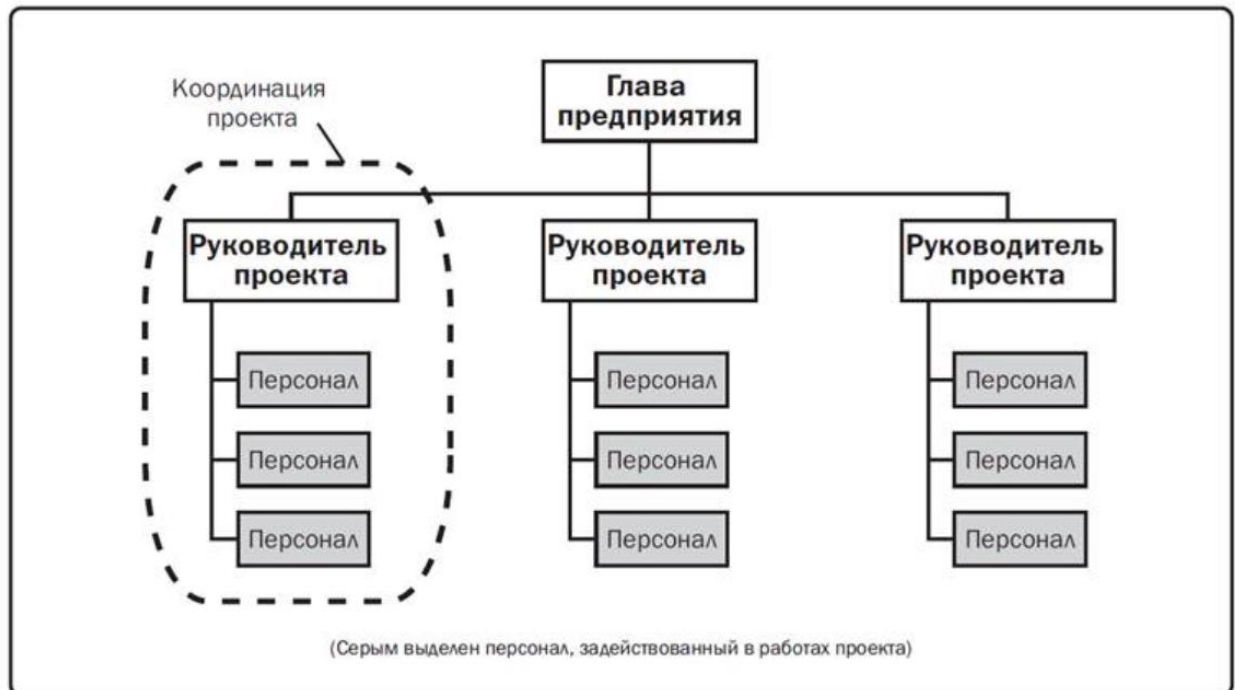 Координация
проекта
Глава
предприятия
Руководитель
проекта
Руководитель
проекта
Руководитель
проекта
Персонал
Персонал
Персонал
Персонал
Персонал
Персонал
Персонал
Персонал
Персонал
(Серым выделен персонал, задействованный в работах проекта)